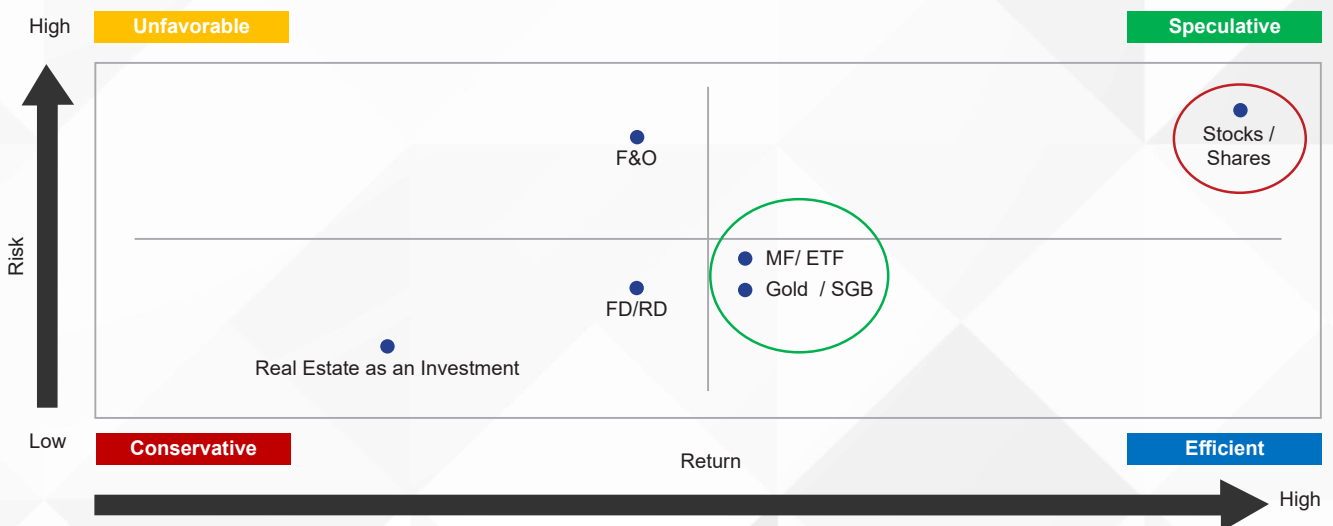 High
Unfavorable
Speculative
Stocks /
Shares
F&O
Risk
MF/ ETF
Gold / SGB
FD/RD
Real Estate as an Investment
Low
Conservative
Return
Efficient
High